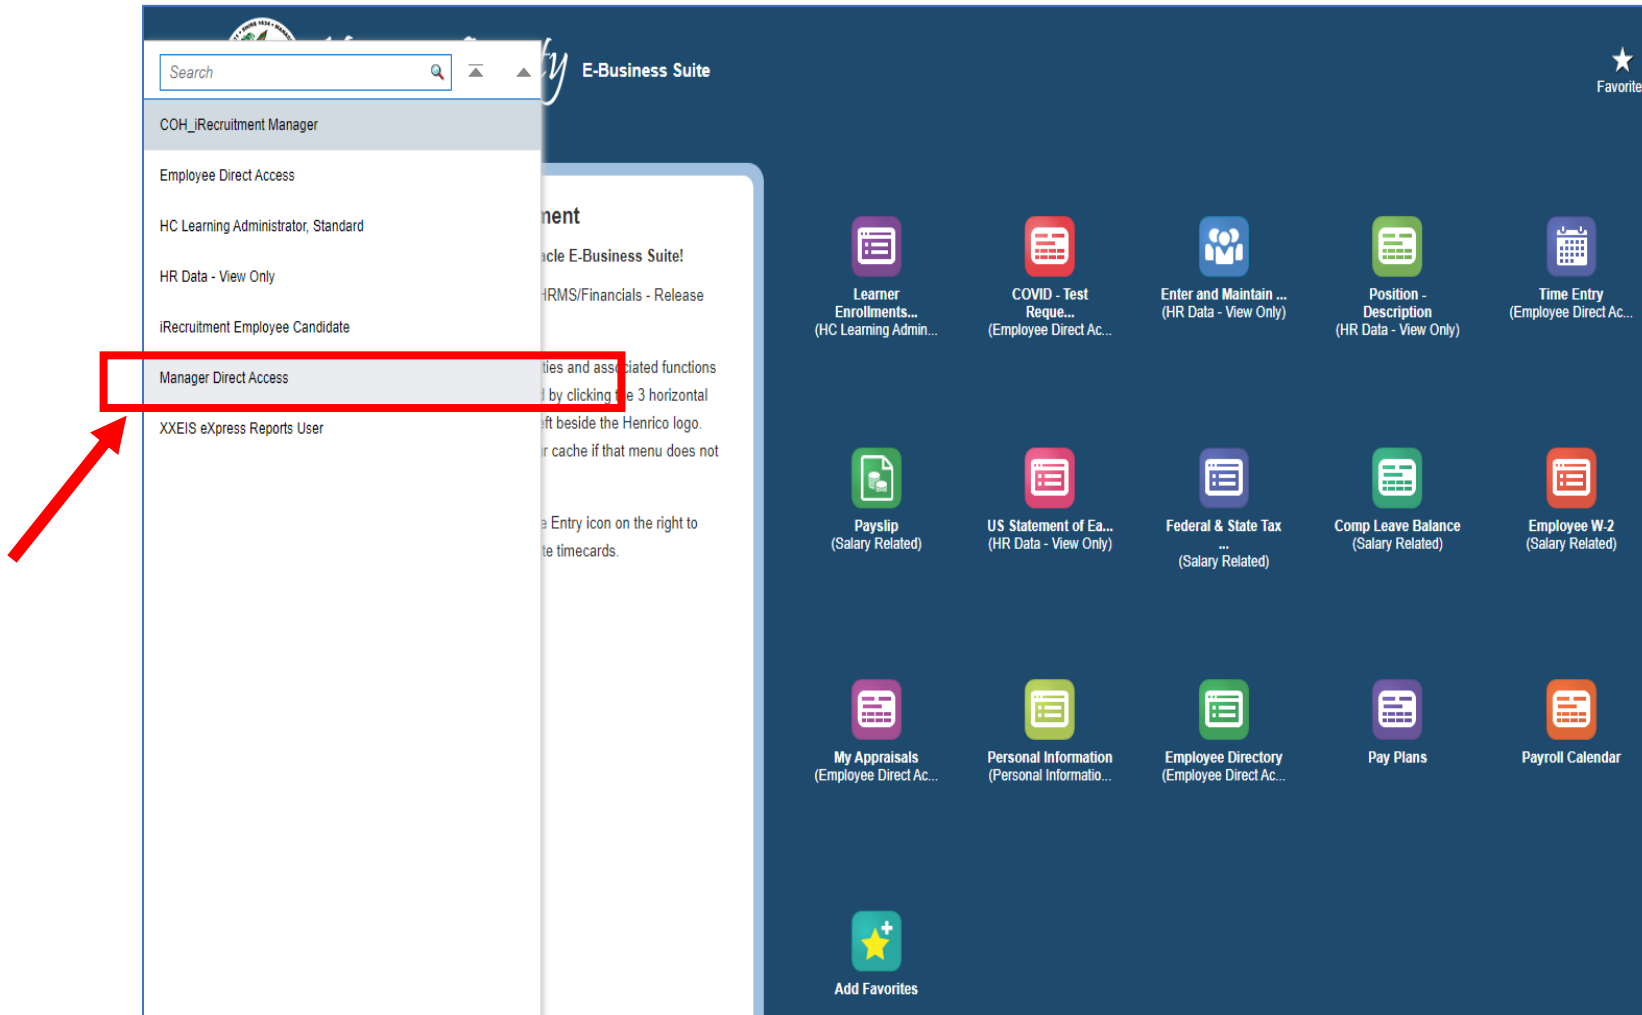 E-Business Suite
Favorite
Search
COH_iRecruitment Manager
Employee Direct Access
HC Learning Administrator, Standard
HR Data - View Only
iRecruitment Employee Candidate
Manager Direct Access
XXEIS eXpress Reports User
E-Business Suite!
HRMS/Financials - Release
and associated functions
by clicking 3 horizontal
beside the Henrico logo.
cache if that menu does not
Entry icon on the right to
timecards.
Learner
Enrollments...
(HC Learning Admin...
COVID - Test
Reque...
(Employee Direct Ac...
Enter and Maintain ...
(HR Data - View Only)
Position -
Description
(HR Data - View Only)
Time Entry
(Employee Direct Ac...
Payslip
(Salary Related)
US Statement of Ea...
(HR Data - View Only)
Federal & State Tax
...
(Salary Related)
Comp Leave Balance
(Salary Related)
Employee W-2
(Salary Related)
My Appraisals
(Employee Direct Ac...
Personal Information
(Personal Informatio...
Employee Directory
(Employee Direct Ac...
Pay Plans
Payroll Calendar
Add Favorites